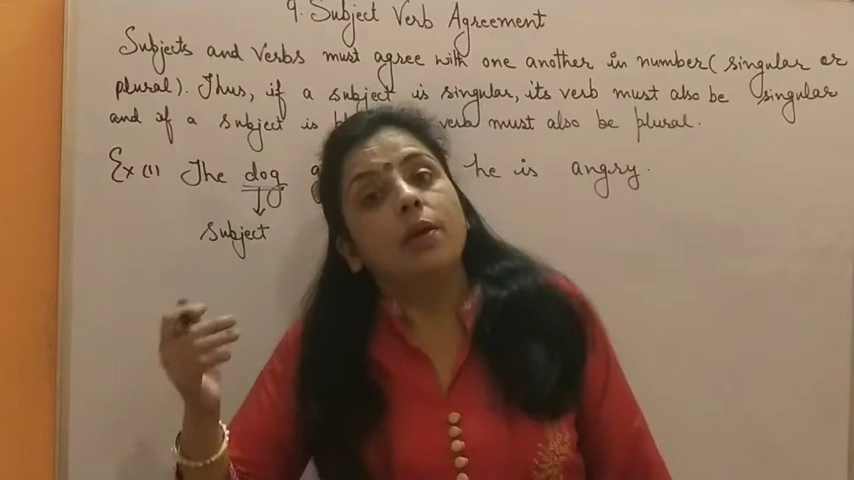 9. Subject Verb Agreement
Subjects and Verbs must agree with one another in number( singular or
plural). Thus, if a subject is singular, its verb must also be singular
and if a subject is verb must also be plural.
Ex (1) The dog he is angry.
subject